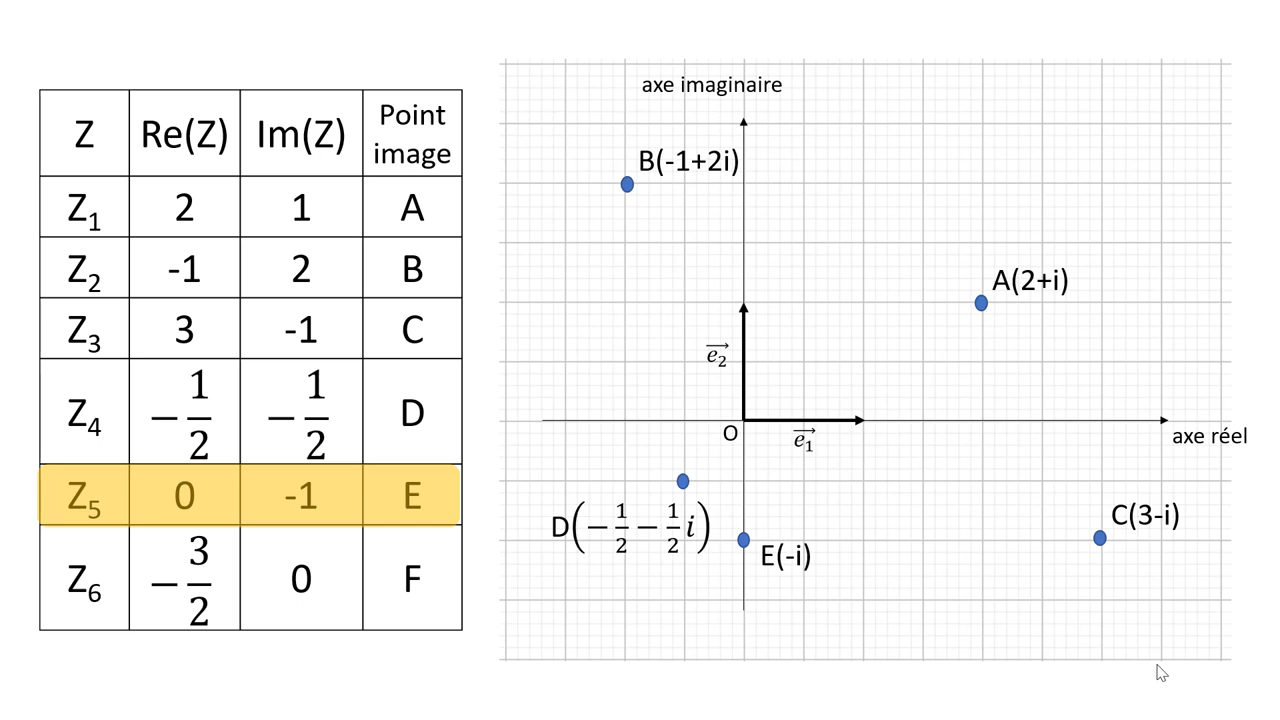 Z Re(Z) Im(Z) Point image
Z₁ 2 1 A
Z₂ -1 2 B
Z₃ 3 -1 C
Z₄ −1/2 −1/2 D
Z₅ 0 -1 E
Z₆ −3/2 0 F
axe imaginaire
B(-1+2i)
A(2+i)
e₂⃗
O
e₁⃗
axe réel
D(−1/2 − 1/2 i)
C(3-i)
E(-i)